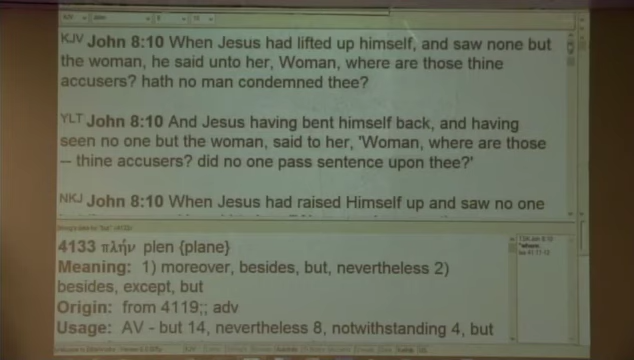 KJV John 8:10 When Jesus had lifted up himself, and saw none but
the woman, he said unto her, Woman, where are those thine
accusers? hath no man condemned thee?
YLT John 8:10 And Jesus having bent himself back, and having
seen no one but the woman, said to her, 'Woman, where are those
-- thine accusers? did no one pass sentence upon thee?'
NKJ John 8:10 When Jesus had raised Himself up and saw no one
4133 πλήν plen {plane}
Meaning: 1) moreover, besides, but, nevertheless 2)
besides, except, but
Origin: from 4119;; adv
Usage: AV - but 14, nevertheless 8, notwithstanding 4, but